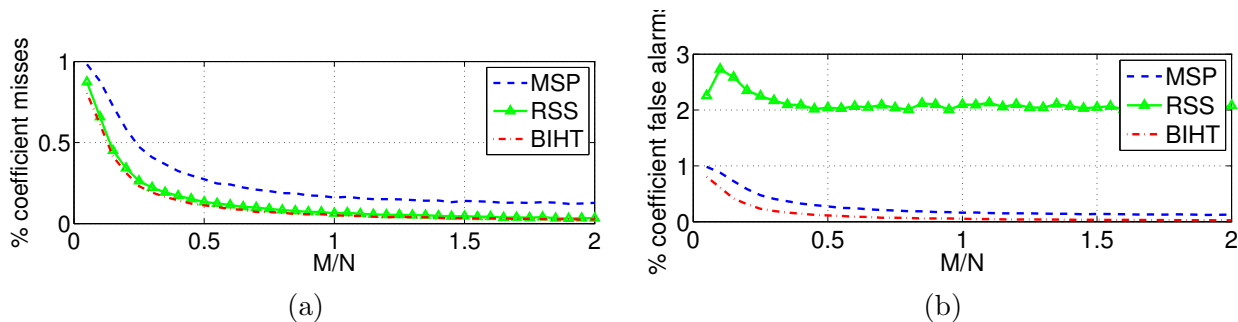 1
0.5
0
% coefficient misses
0
0.5
1
1.5
2
M/N
MSP
RSS
BIHT
(a)
3
2
1
0
% coefficient false alarms
0
0.5
1
1.5
2
M/N
MSP
RSS
BIHT
(b)